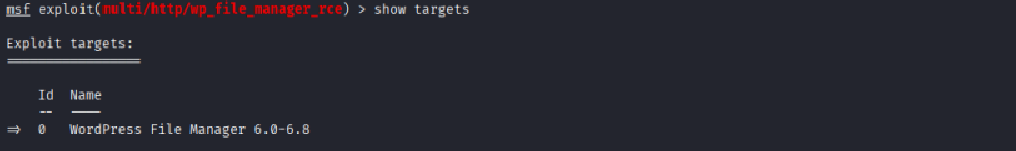 msf exploit(multi/http/wp_file_manager_rce) > show targets
Exploit targets:
=================
Id Name
-- ----
=> 0 WordPress File Manager 6.0-6.8